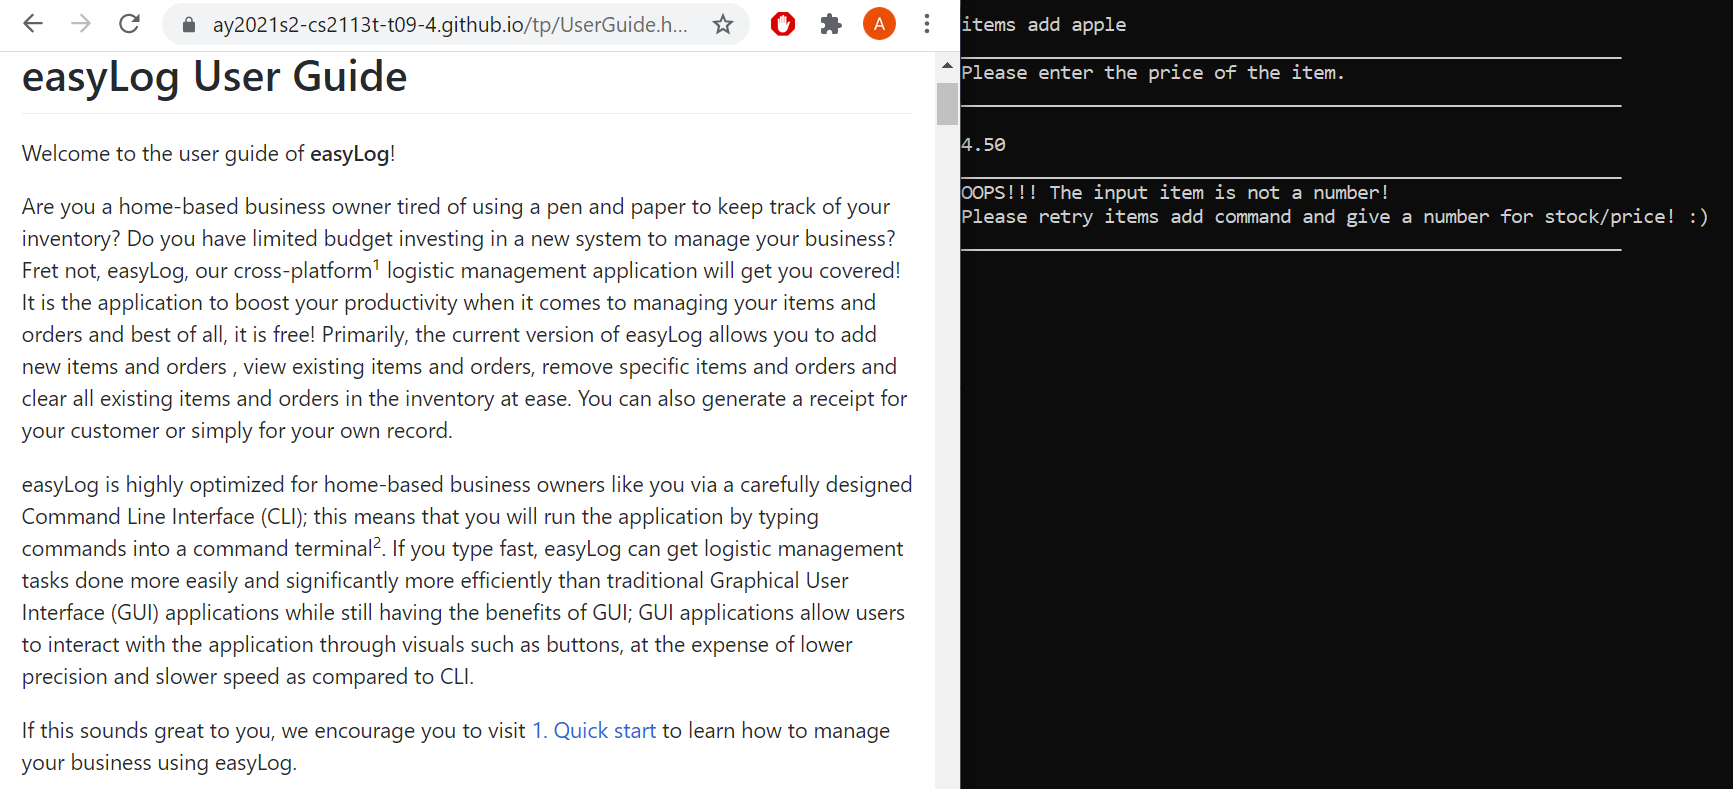 ay2021s2-cs2113t-t09-4.github.io/tp/UserGuide.h...
A
easyLog User Guide
Welcome to the user guide of easyLog!
Are you a home-based business owner tired of using a pen and paper to keep track of your
inventory? Do you have limited budget investing in a new system to manage your business?
Fret not, easyLog, our cross-platform1 logistic management application will get you covered!
It is the application to boost your productivity when it comes to managing your items and
orders and best of all, it is free! Primarily, the current version of easyLog allows you to add
new items and orders , view existing items and orders, remove specific items and orders and
clear all existing items and orders in the inventory at ease. You can also generate a receipt for
your customer or simply for your own record.
easyLog is highly optimized for home-based business owners like you via a carefully designed
Command Line Interface (CLI); this means that you will run the application by typing
commands into a command terminal2. If you type fast, easyLog can get logistic management
tasks done more easily and significantly more efficiently than traditional Graphical User
Interface (GUI) applications while still having the benefits of GUI; GUI applications allow users
to interact with the application through visuals such as buttons, at the expense of lower
precision and slower speed as compared to CLI.
If this sounds great to you, we encourage you to visit 1. Quick start to learn how to manage
your business using easyLog.
items add apple
Please enter the price of the item.
4.50
OOPS!!! The input item is not a number!
Please retry items add command and give a number for stock/price! :)